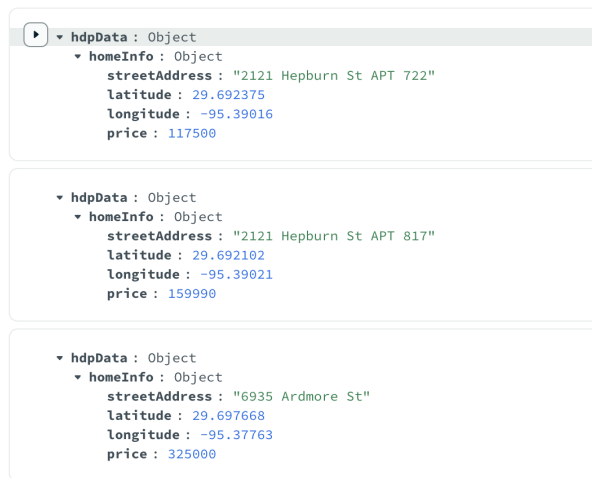 hdpData : Object
homeInfo : Object
streetAddress : "2121 Hepburn St APT 722"
latitude : 29.692375
longitude : -95.39016
price : 117500
hdpData : Object
homeInfo : Object
streetAddress : "2121 Hepburn St APT 817"
latitude : 29.692102
longitude : -95.39021
price : 159990
hdpData : Object
homeInfo : Object
streetAddress : "6935 Ardmore St"
latitude : 29.697668
longitude : -95.37763
price : 325000